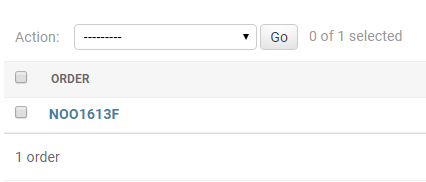 Action: --------- Go 0 of 1 selected
ORDER
NOO1613F
1 order